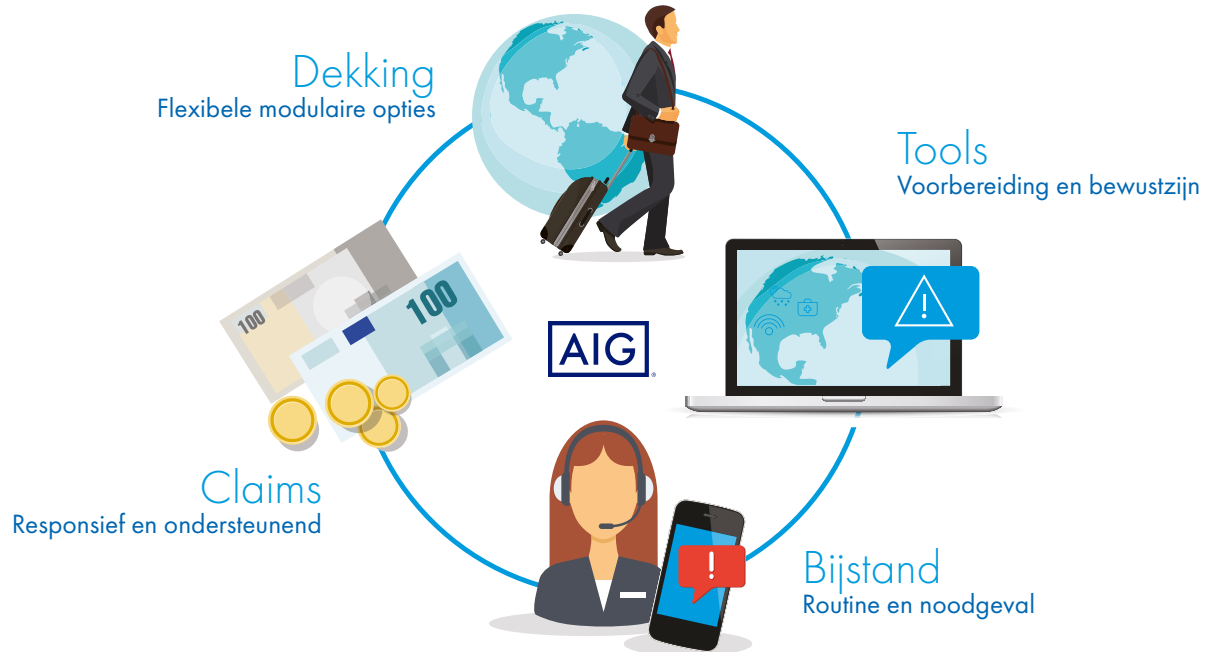 Dekking
Flexibele modulaire opties
Tools
Voorbereiding en bewustzijn
100
100
AIG
Claims
Responsief en ondersteunend
Bijstand
Routine en noodgeval